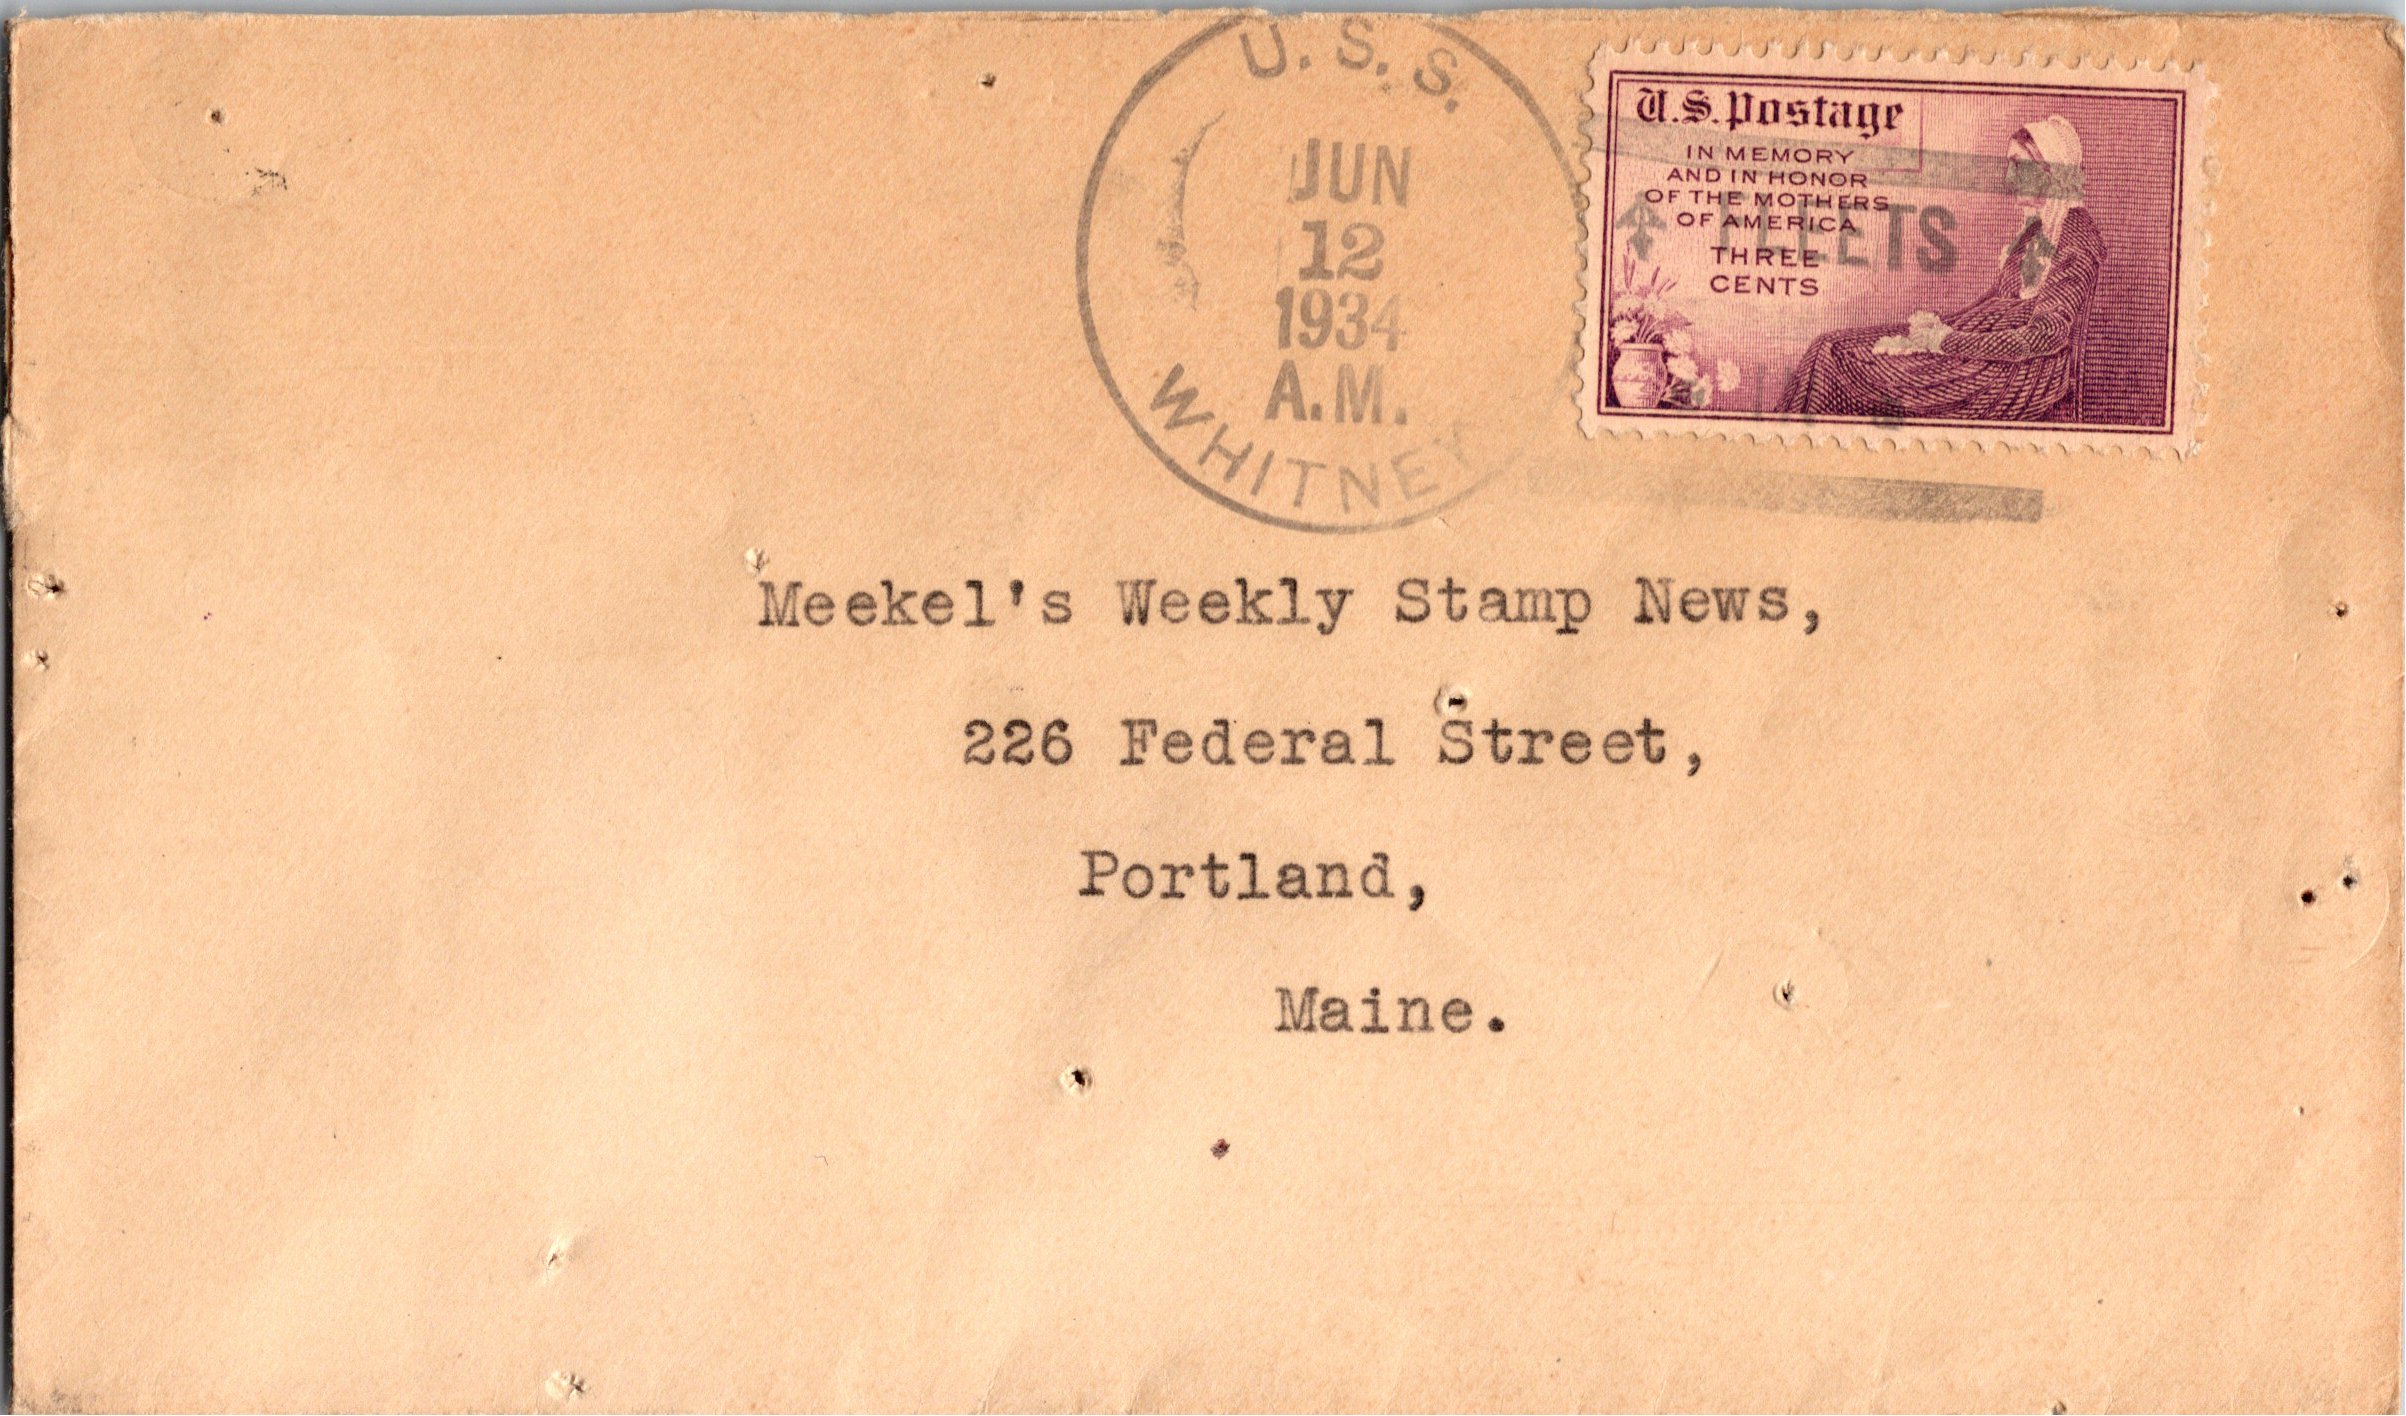 U.S.S.
JUN
12
1934
A.M.
WHITNEY
U.S. Postage
IN MEMORY
AND IN HONOR
OF THE MOTHERS
OF AMERICA
THREE
CENTS
Meekel's Weekly Stamp News,
226 Federal Street,
Portland,
Maine.